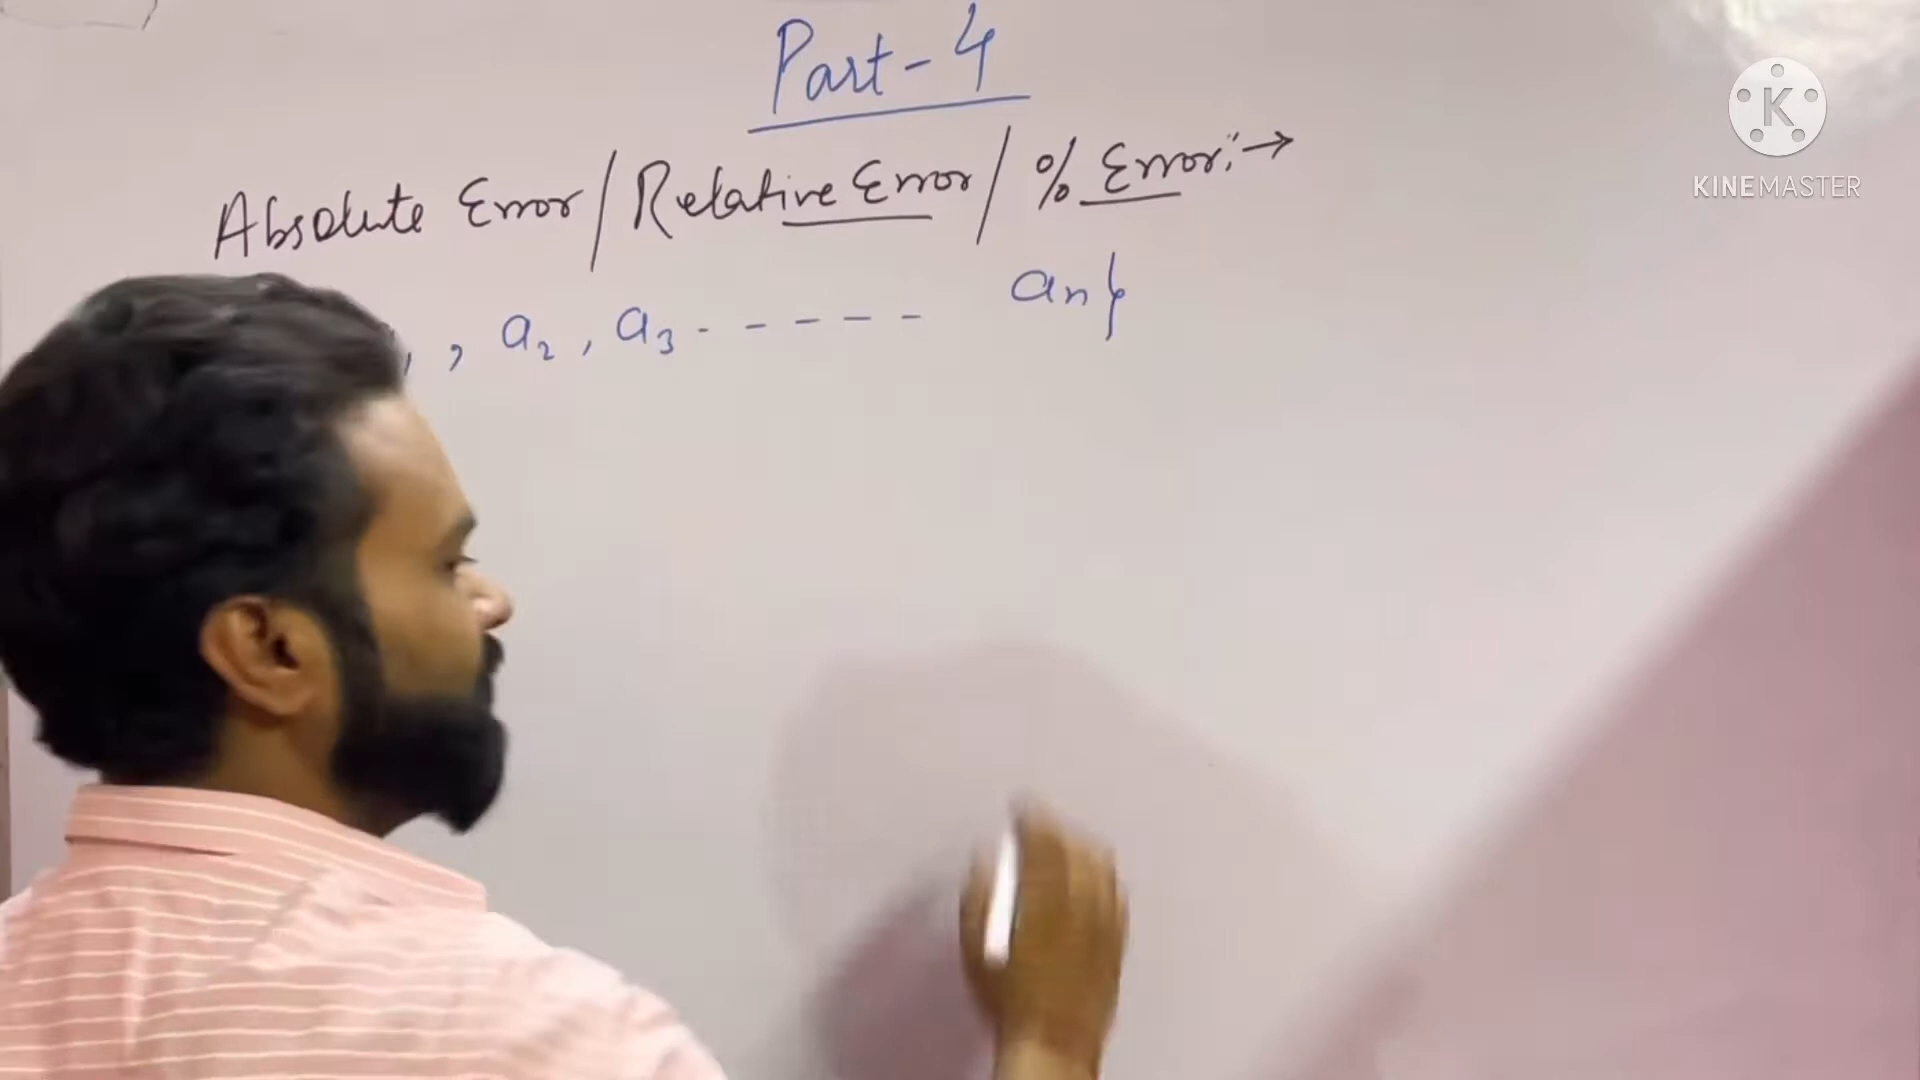 Part-4
Absolute Error/Relative Error/% Error:→
, a₂, a₃------ aₙ}
K
KINEMASTER